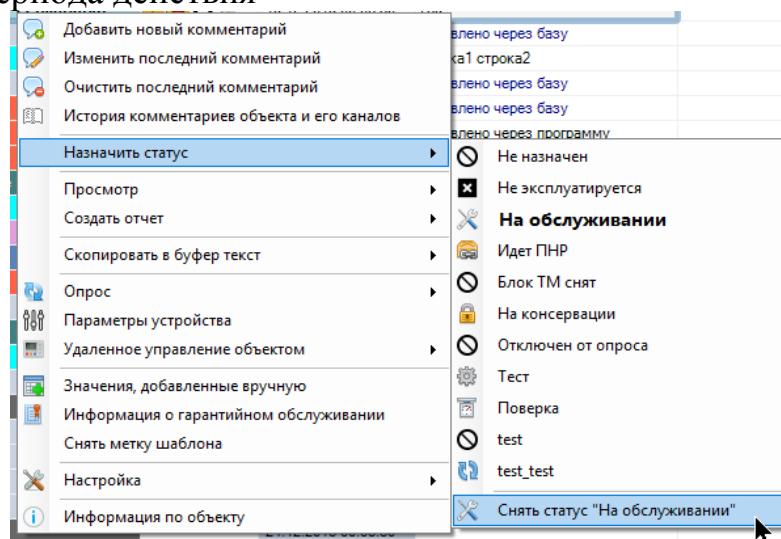 действия
Добавить новый комментарий
влено через базу
Изменить последний комментарий
ка1 строка2
Очистить последний комментарий
влено через базу
История комментариев объекта и его каналов
влено через базу
влено через программу
Назначить статус
Не назначен
Просмотр
Не эксплуатируется
Создать отчет
На обслуживании
Скопировать в буфер текст
Идет ПНР
Опрос
Блок ТМ снят
Параметры устройства
На консервации
Удаленное управление объектом
Отключен от опроса
Значения, добавленные вручную
Тест
Информация о гарантийном обслуживании
Поверка
Снять метку шаблона
test
Настройка
test_test
Информация по объекту
Снять статус "На обслуживании"